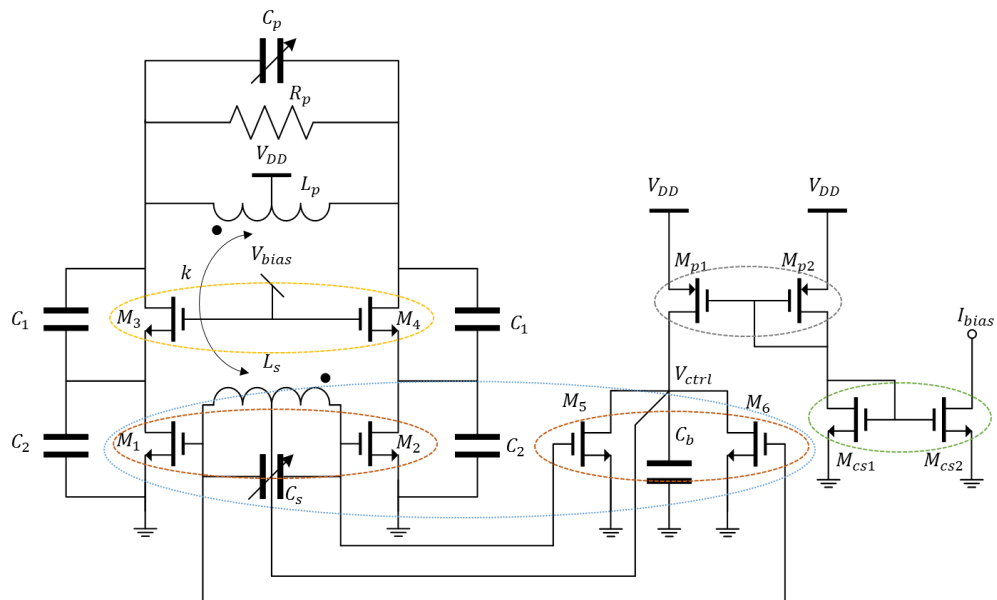 C_p
R_p
V_DD
L_p
V_DD
V_DD
k
V_bias
M_p1
M_p2
C_1
M_3
M_4
C_1
I_bias
L_s
V_ctrl
M_5
M_6
C_2
M_1
M_2
C_2
C_b
C_s
M_cs1
M_cs2